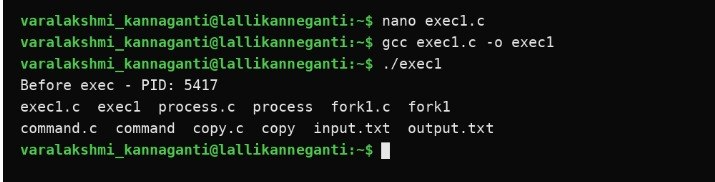 varalakshmi_kannaganti@lallikanneganti:~$ nano exec1.c
varalakshmi_kannaganti@lallikanneganti:~$ gcc exec1.c -o exec1
varalakshmi_kannaganti@lallikanneganti:~$ ./exec1
Before exec - PID: 5417
exec1.c  exec1  process.c  process  fork1.c  fork1
command.c  command  copy.c  copy  input.txt  output.txt
varalakshmi_kannaganti@lallikanneganti:~$